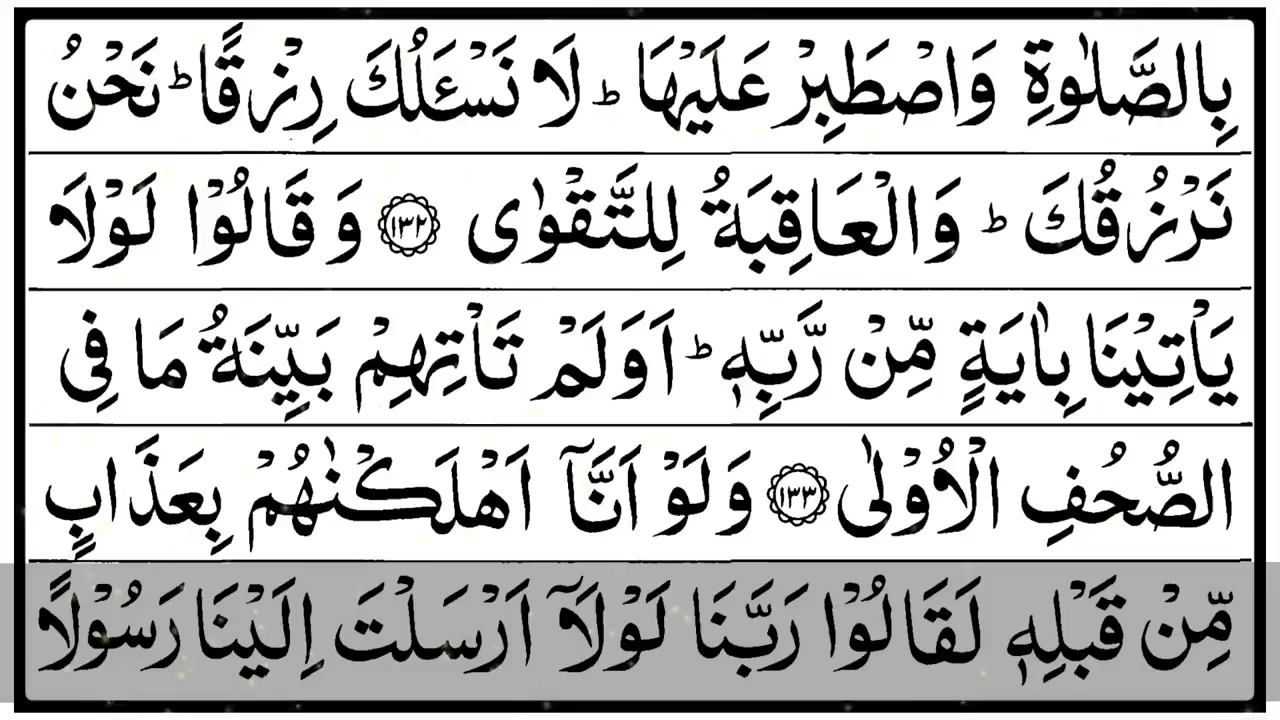 بِالصَّلٰوةِ وَاصْطَبِرْ عَلَيْهَا ؕ لَا نَسْـَٔلُكَ رِزْقًا ؕ نَحْنُ
نَرْزُقُكَ ؕ وَالْعَاقِبَةُ لِلتَّقْوٰى ۝۱۳۲ وَ قَالُوْا لَوْلَا
يَاْتِيْنَا بِاٰيَةٍ مِّنْ رَّبِّهٖ ؕ اَوَلَمْ تَاْتِهِمْ بَيِّنَةُ مَا فِي
الصُّحُفِ الْاُوْلٰى ۝۱۳۳ وَلَوْ اَنَّاۤ اَهْلَكْنٰهُمْ بِعَذَابٍ
مِّنْ قَبْلِهٖ لَقَالُوْا رَبَّنَا لَوْلَاۤ اَرْسَلْتَ اِلَيْنَا رَسُوْلًا